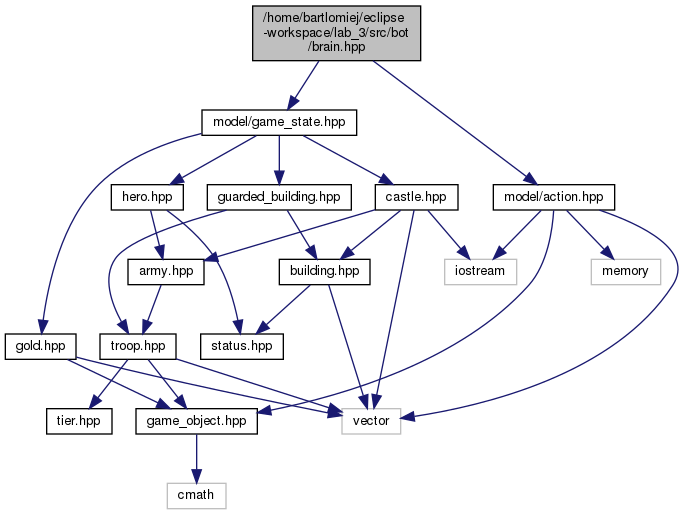 /home/bartlomiej/eclipse
-workspace/lab_3/src/bot
/brain.hpp
model/game_state.hpp
hero.hpp
guarded_building.hpp
castle.hpp
model/action.hpp
army.hpp
building.hpp
iostream
memory
gold.hpp
troop.hpp
status.hpp
tier.hpp
game_object.hpp
vector
cmath